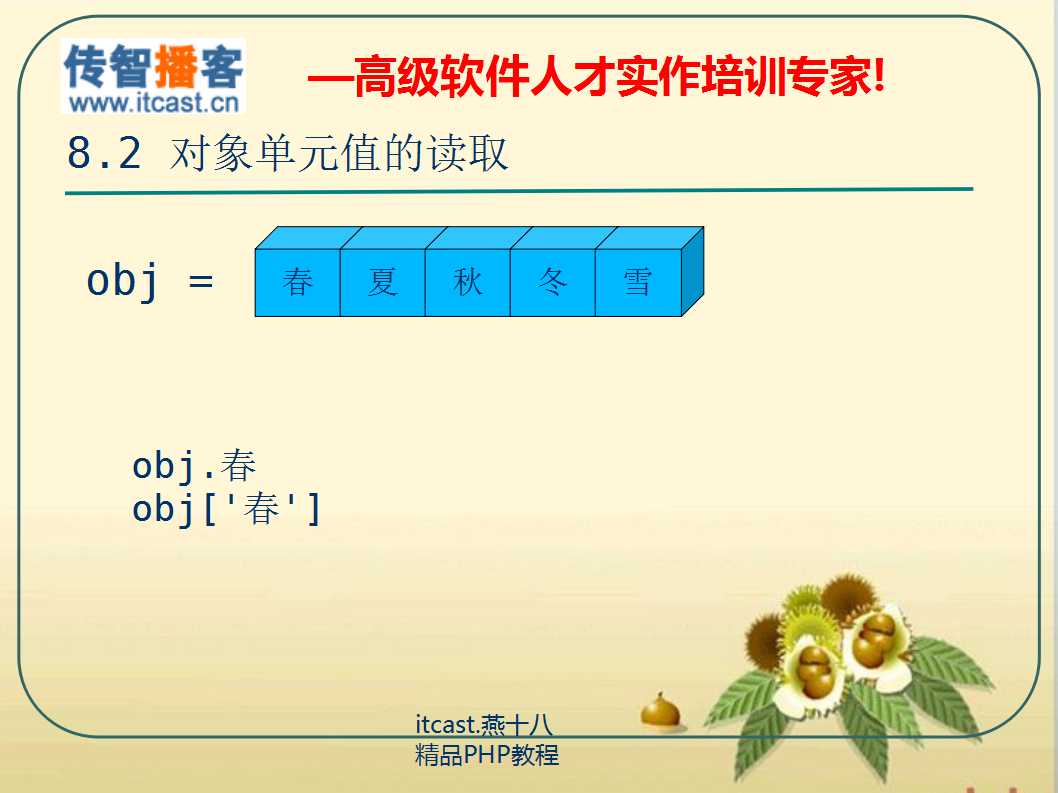 传智播客
www.itcast.cn
—高级软件人才实作培训专家!
8.2 对象单元值的读取
obj =
春 夏 秋 冬 雪
obj.春
obj['春']
itcast.燕十八
精品PHP教程